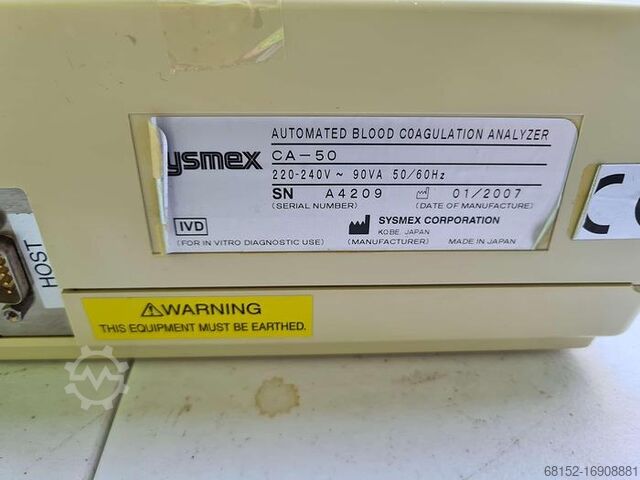 AUTOMATED BLOOD COAGULATION ANALYZER
ysmex CA-50
220-240V ~ 90VA 50/60Hz
SN A4209 01/2007
(SERIAL NUMBER) (DATE OF MANUFACTURE)
IVD SYSMEX CORPORATION
KOBE, JAPAN
(FOR IN VITRO DIAGNOSTIC USE) (MANUFACTURER) MADE IN JAPAN
HOST
⚠WARNING
THIS EQUIPMENT MUST BE EARTHED.
68152-16908881